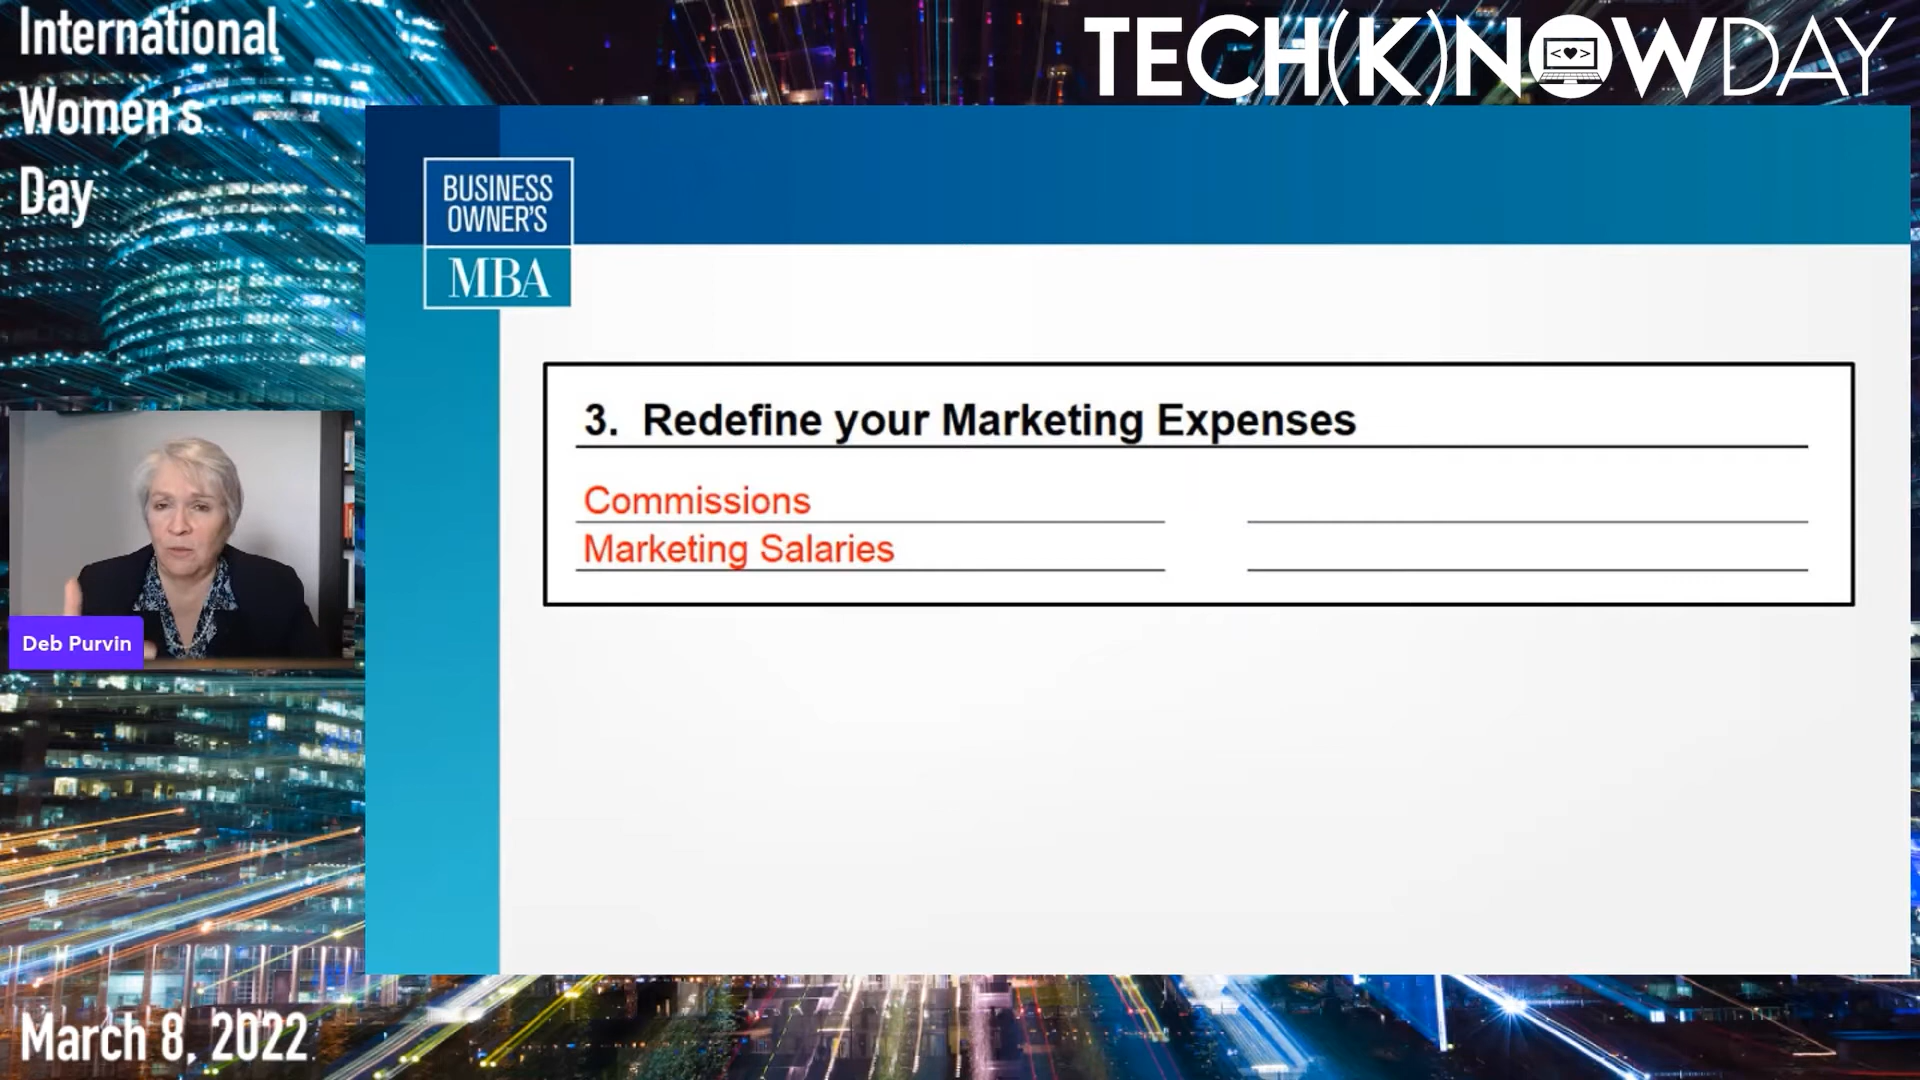 International
Women's
Day
TECH(K)NOWDAY
BUSINESS
OWNER'S
MBA
3. Redefine your Marketing Expenses
Commissions
Marketing Salaries
Deb Purvin
March 8, 2022